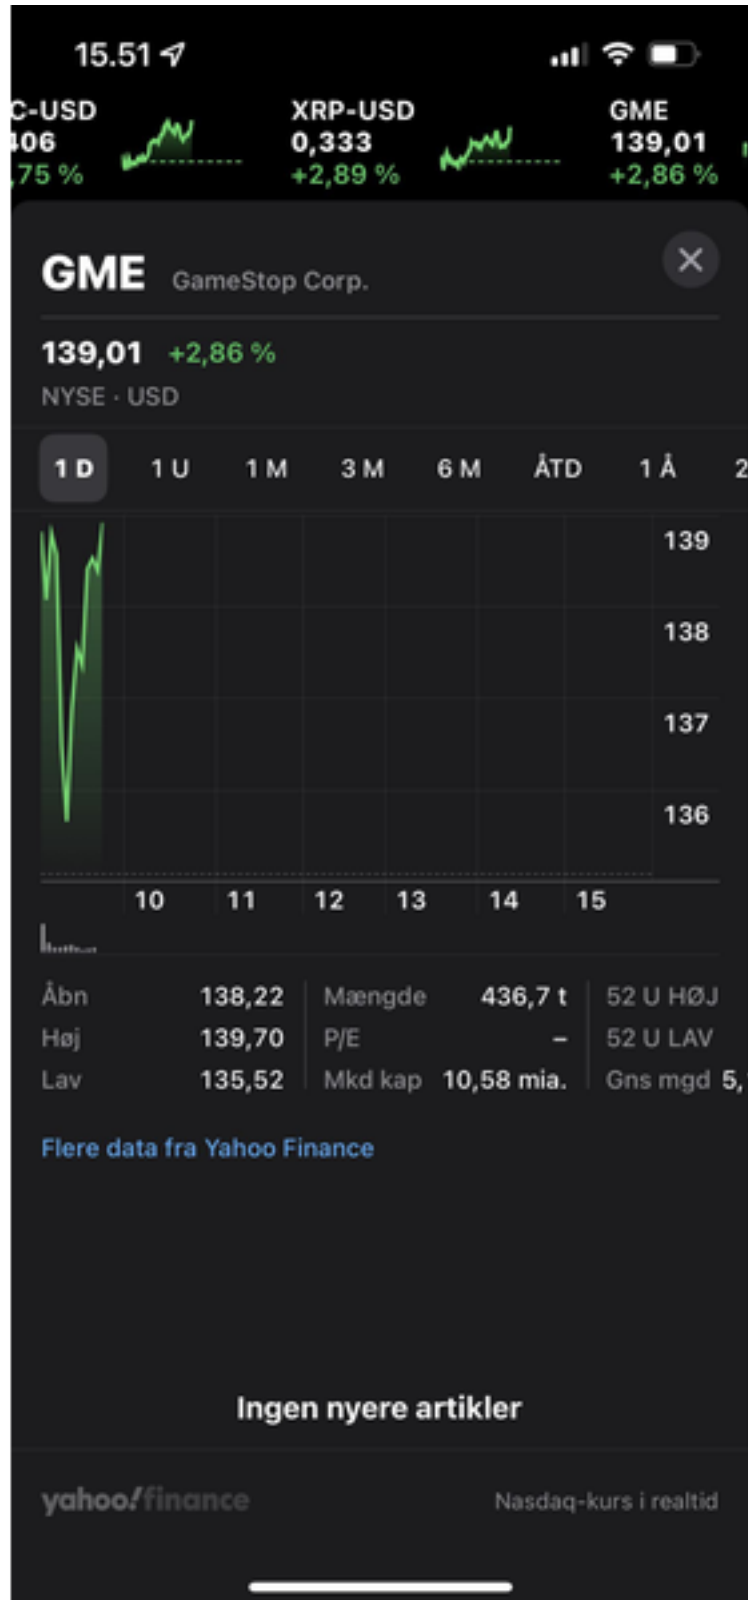 15.51
C-USD XRP-USD GME
406 0,333 139,01
,75 % +2,89 % +2,86 %
GME GameStop Corp.
139,01 +2,86 %
NYSE · USD
1 D 1 U 1 M 3 M 6 M ÅTD 1 Å 2
139
138
137
136
10 11 12 13 14 15
Åbn 138,22 Mængde 436,7 t 52 U HØJ
Høj 139,70 P/E – 52 U LAV
Lav 135,52 Mkd kap 10,58 mia. Gns mgd 5,
Flere data fra Yahoo Finance
Ingen nyere artikler
yahoo!finance Nasdaq-kurs i realtid